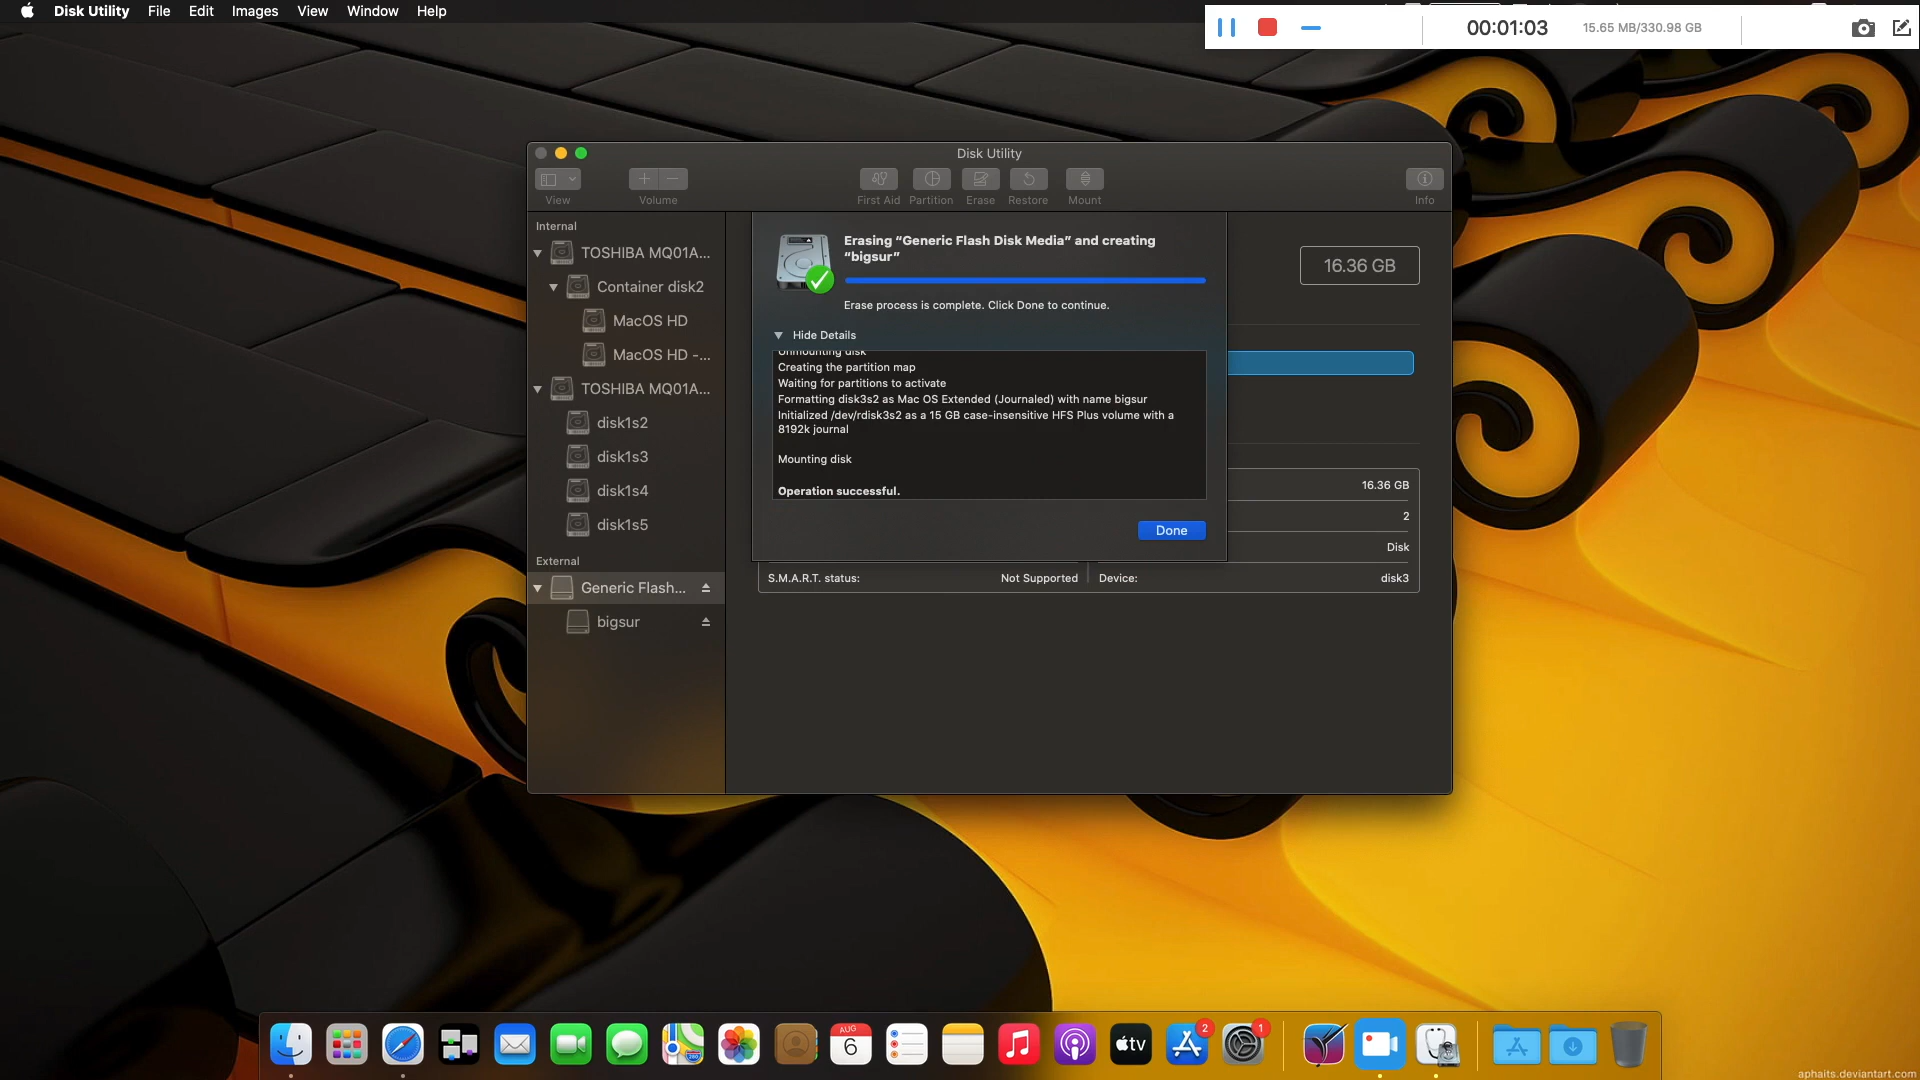 Disk Utility File Edit Images View Window Help
00:01:03 15.65 MB/330.98 GB
Disk Utility
View Volume First Aid Partition Erase Restore Mount Info
Internal
TOSHIBA MQ01A...
Container disk2
MacOS HD
MacOS HD -...
TOSHIBA MQ01A...
disk1s2
disk1s3
disk1s4
disk1s5
External
Generic Flash...
bigsur
Erasing “Generic Flash Disk Media” and creating
“bigsur”
Erase process is complete. Click Done to continue.
Hide Details
Unmounting disk
Creating the partition map
Waiting for partitions to activate
Formatting disk3s2 as Mac OS Extended (Journaled) with name bigsur
Initialized /dev/rdisk3s2 as a 15 GB case-insensitive HFS Plus volume with a
8192k journal
Mounting disk
Operation successful.
Done
16.36 GB
16.36 GB
2
Disk
S.M.A.R.T. status: Not Supported Device: disk3
AUG
6
280
tv
2
1
aphaits.deviantart.com